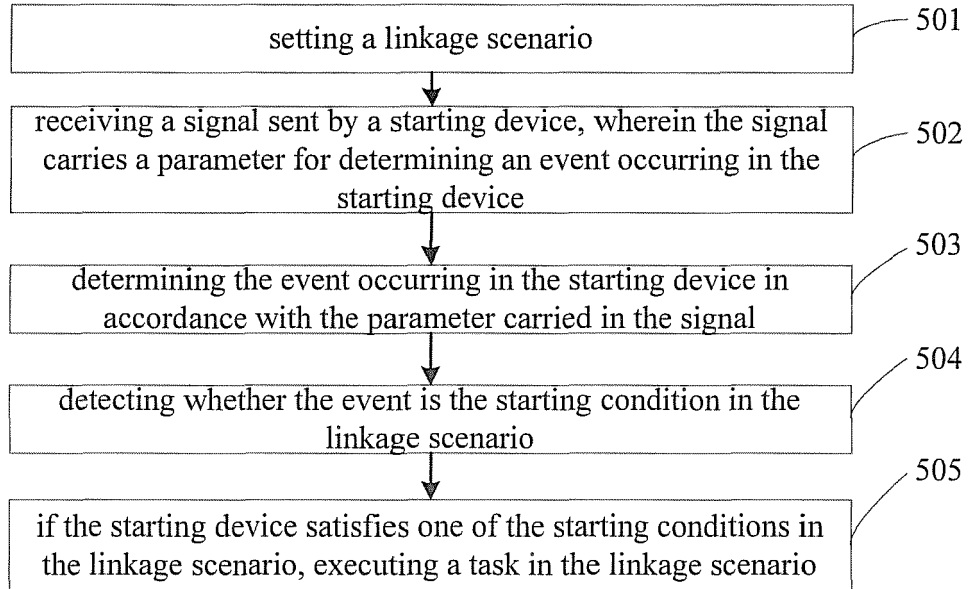 setting a linkage scenario
501
receiving a signal sent by a starting device, wherein the signal
carries a parameter for determining an event occurring in the
starting device
502
determining the event occurring in the starting device in
accordance with the parameter carried in the signal
503
detecting whether the event is the starting condition in the
linkage scenario
504
if the starting device satisfies one of the starting conditions in
the linkage scenario, executing a task in the linkage scenario
505